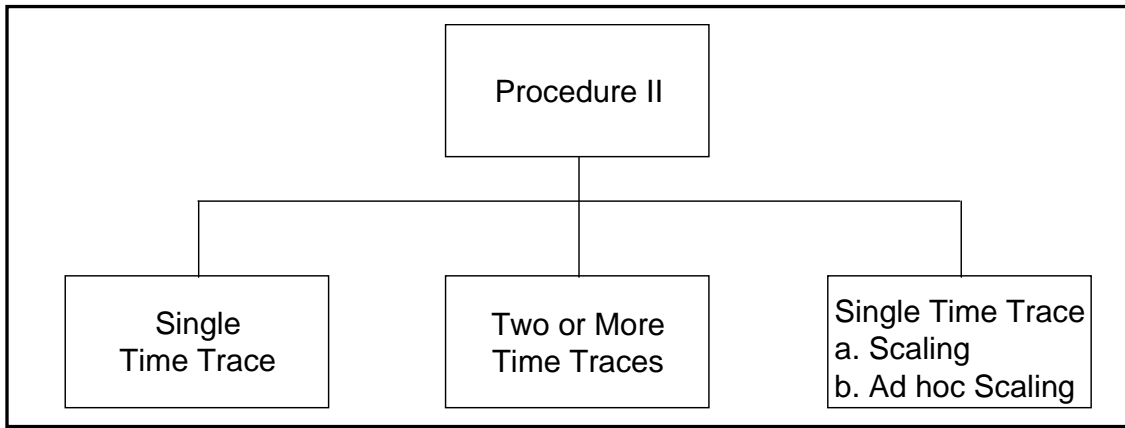 Procedure II
Single
Time Trace
Two or More
Time Traces
Single Time Trace
a. Scaling
b. Ad hoc Scaling